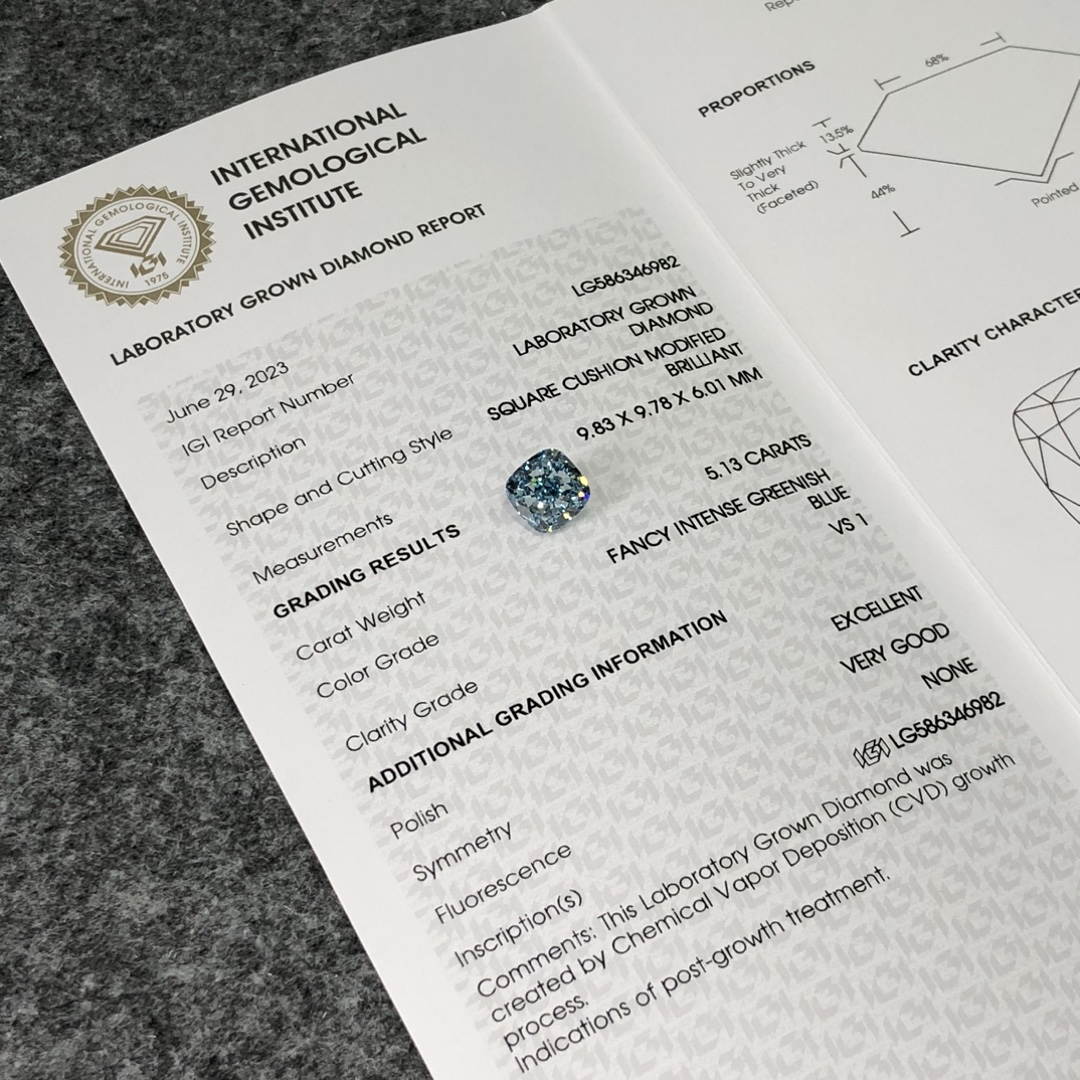 INTERNATIONAL
GEMOLOGICAL
INSTITUTE
INTERNATIONAL GEMOLOGICAL INSTITUTE
IGI
1975
LABORATORY GROWN DIAMOND REPORT
June 29, 2023
IGI Report Number LG586346982
Description LABORATORY GROWN
DIAMOND
Shape and Cutting Style SQUARE CUSHION MODIFIED
BRILLIANT
Measurements 9.83 X 9.78 X 6.01 MM
GRADING RESULTS
Carat Weight 5.13 CARATS
Color Grade FANCY INTENSE GREENISH
BLUE
Clarity Grade VS 1
ADDITIONAL GRADING INFORMATION
Polish EXCELLENT
Symmetry VERY GOOD
Fluorescence NONE
Inscription(s) IGI LG586346982
Comments: This Laboratory Grown Diamond was
created by Chemical Vapor Deposition (CVD) growth
process.
Indications of post-growth treatment.
PROPORTIONS
68%
13.5%
Slightly Thick
To Very
Thick
(Faceted)
44%
Pointed
CLARITY